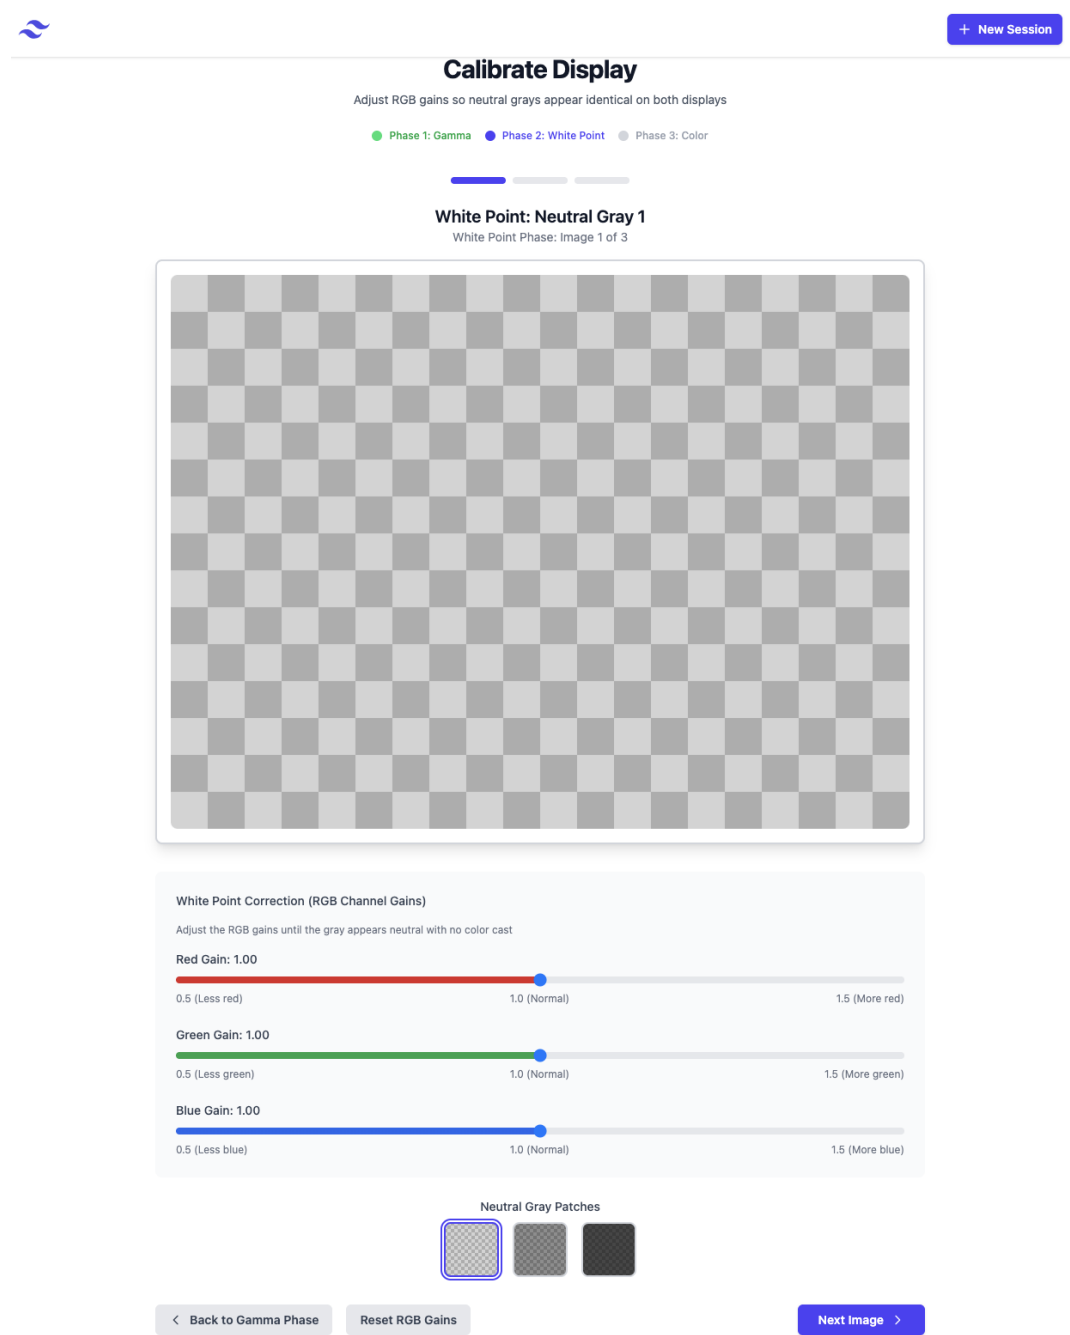 New Session
Calibrate Display
Adjust RGB gains so neutral grays appear identical on both displays
Phase 1: Gamma Phase 2: White Point Phase 3: Color
White Point: Neutral Gray 1
White Point Phase: Image 1 of 3
White Point Correction (RGB Channel Gains)
Adjust the RGB gains until the gray appears neutral with no color cast
Red Gain: 1.00
0.5 (Less red) 1.0 (Normal) 1.5 (More red)
Green Gain: 1.00
0.5 (Less green) 1.0 (Normal) 1.5 (More green)
Blue Gain: 1.00
0.5 (Less blue) 1.0 (Normal) 1.5 (More blue)
Neutral Gray Patches
Back to Gamma Phase Reset RGB Gains Next Image